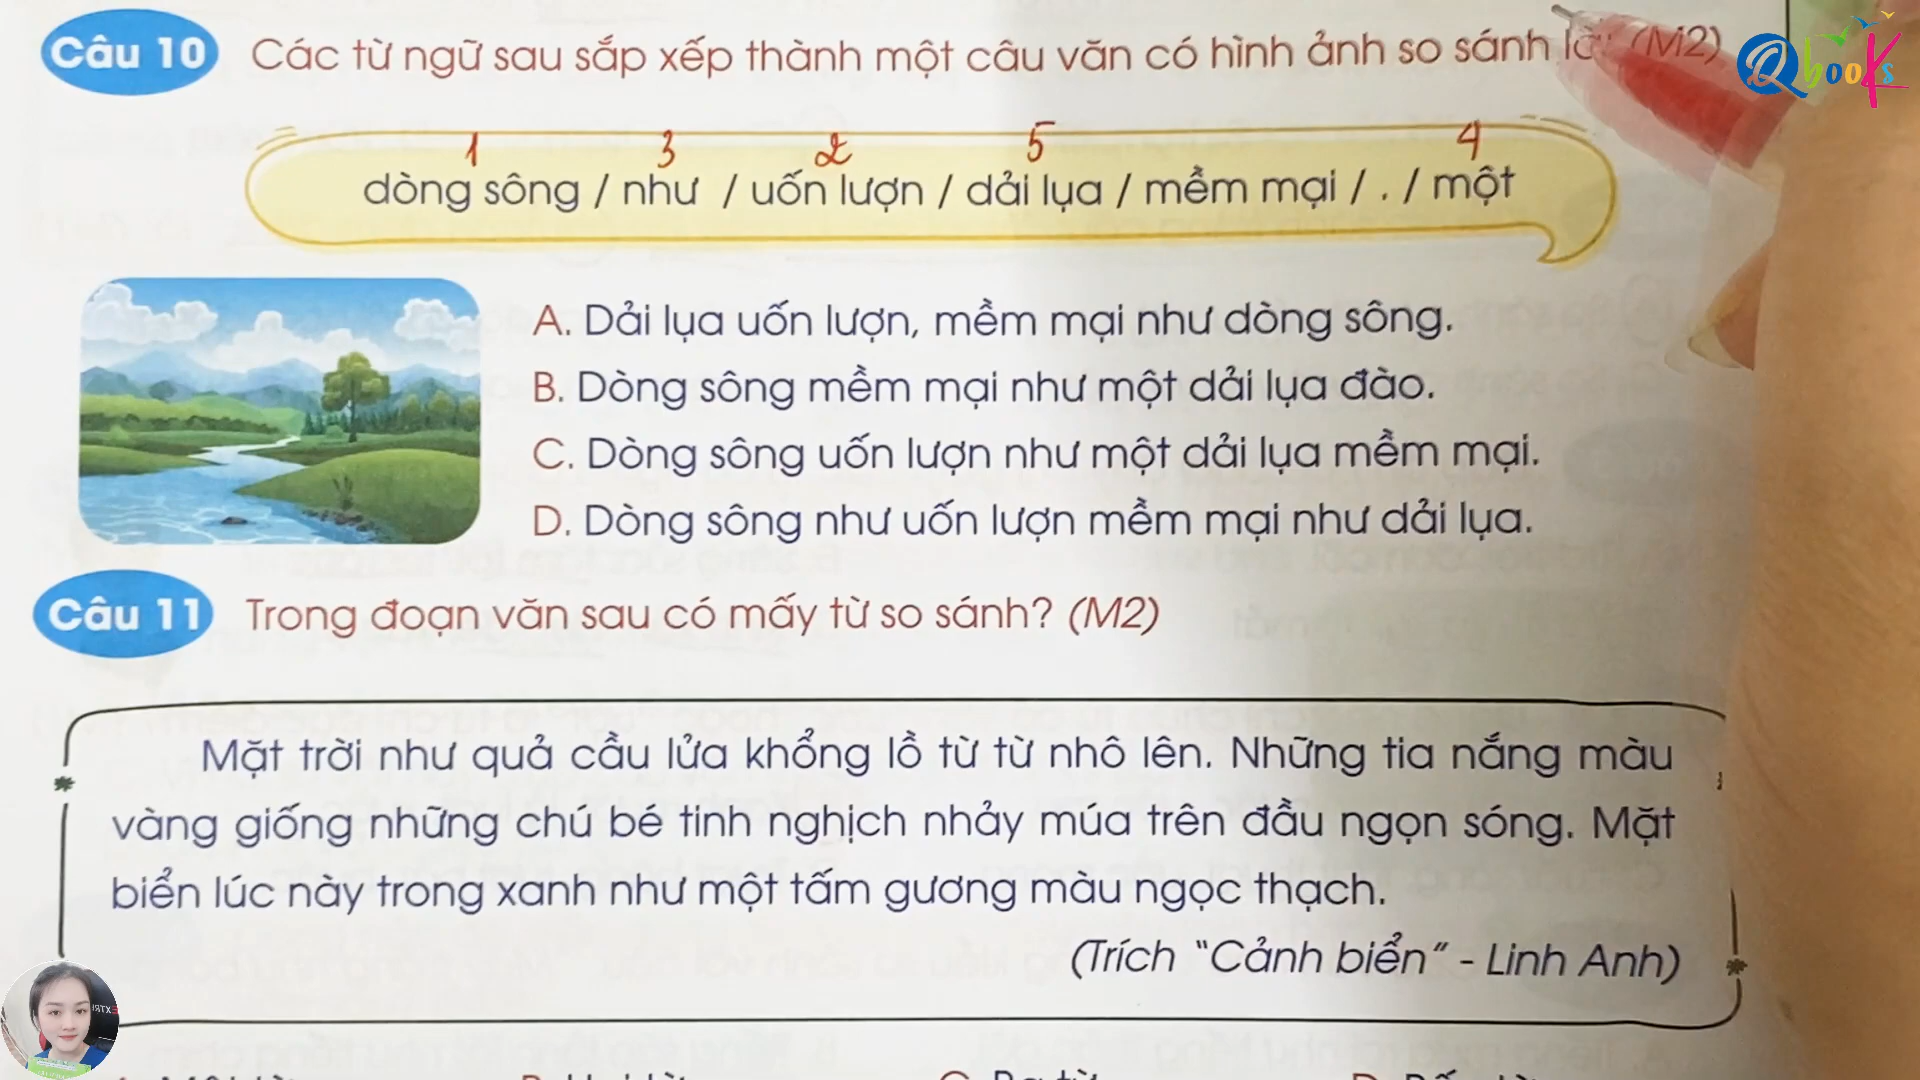 Câu 10 Các từ ngữ sau sắp xếp thành một câu văn có hình ảnh so sánh (M2)
Qbooks
1 3 2 5 4
dòng sông / như / uốn lượn / dải lụa / mềm mại / . / một
A. Dải lụa uốn lượn, mềm mại như dòng sông.
B. Dòng sông mềm mại như một dải lụa đào.
C. Dòng sông uốn lượn như một dải lụa mềm mại.
D. Dòng sông như uốn lượn mềm mại như dải lụa.
Câu 11 Trong đoạn văn sau có mấy từ so sánh? (M2)
Mặt trời như quả cầu lửa khổng lồ từ từ nhô lên. Những tia nắng màu
vàng giống những chú bé tinh nghịch nhảy múa trên đầu ngọn sóng. Mặt
biển lúc này trong xanh như một tấm gương màu ngọc thạch.
(Trích "Cảnh biển" - Linh Anh)